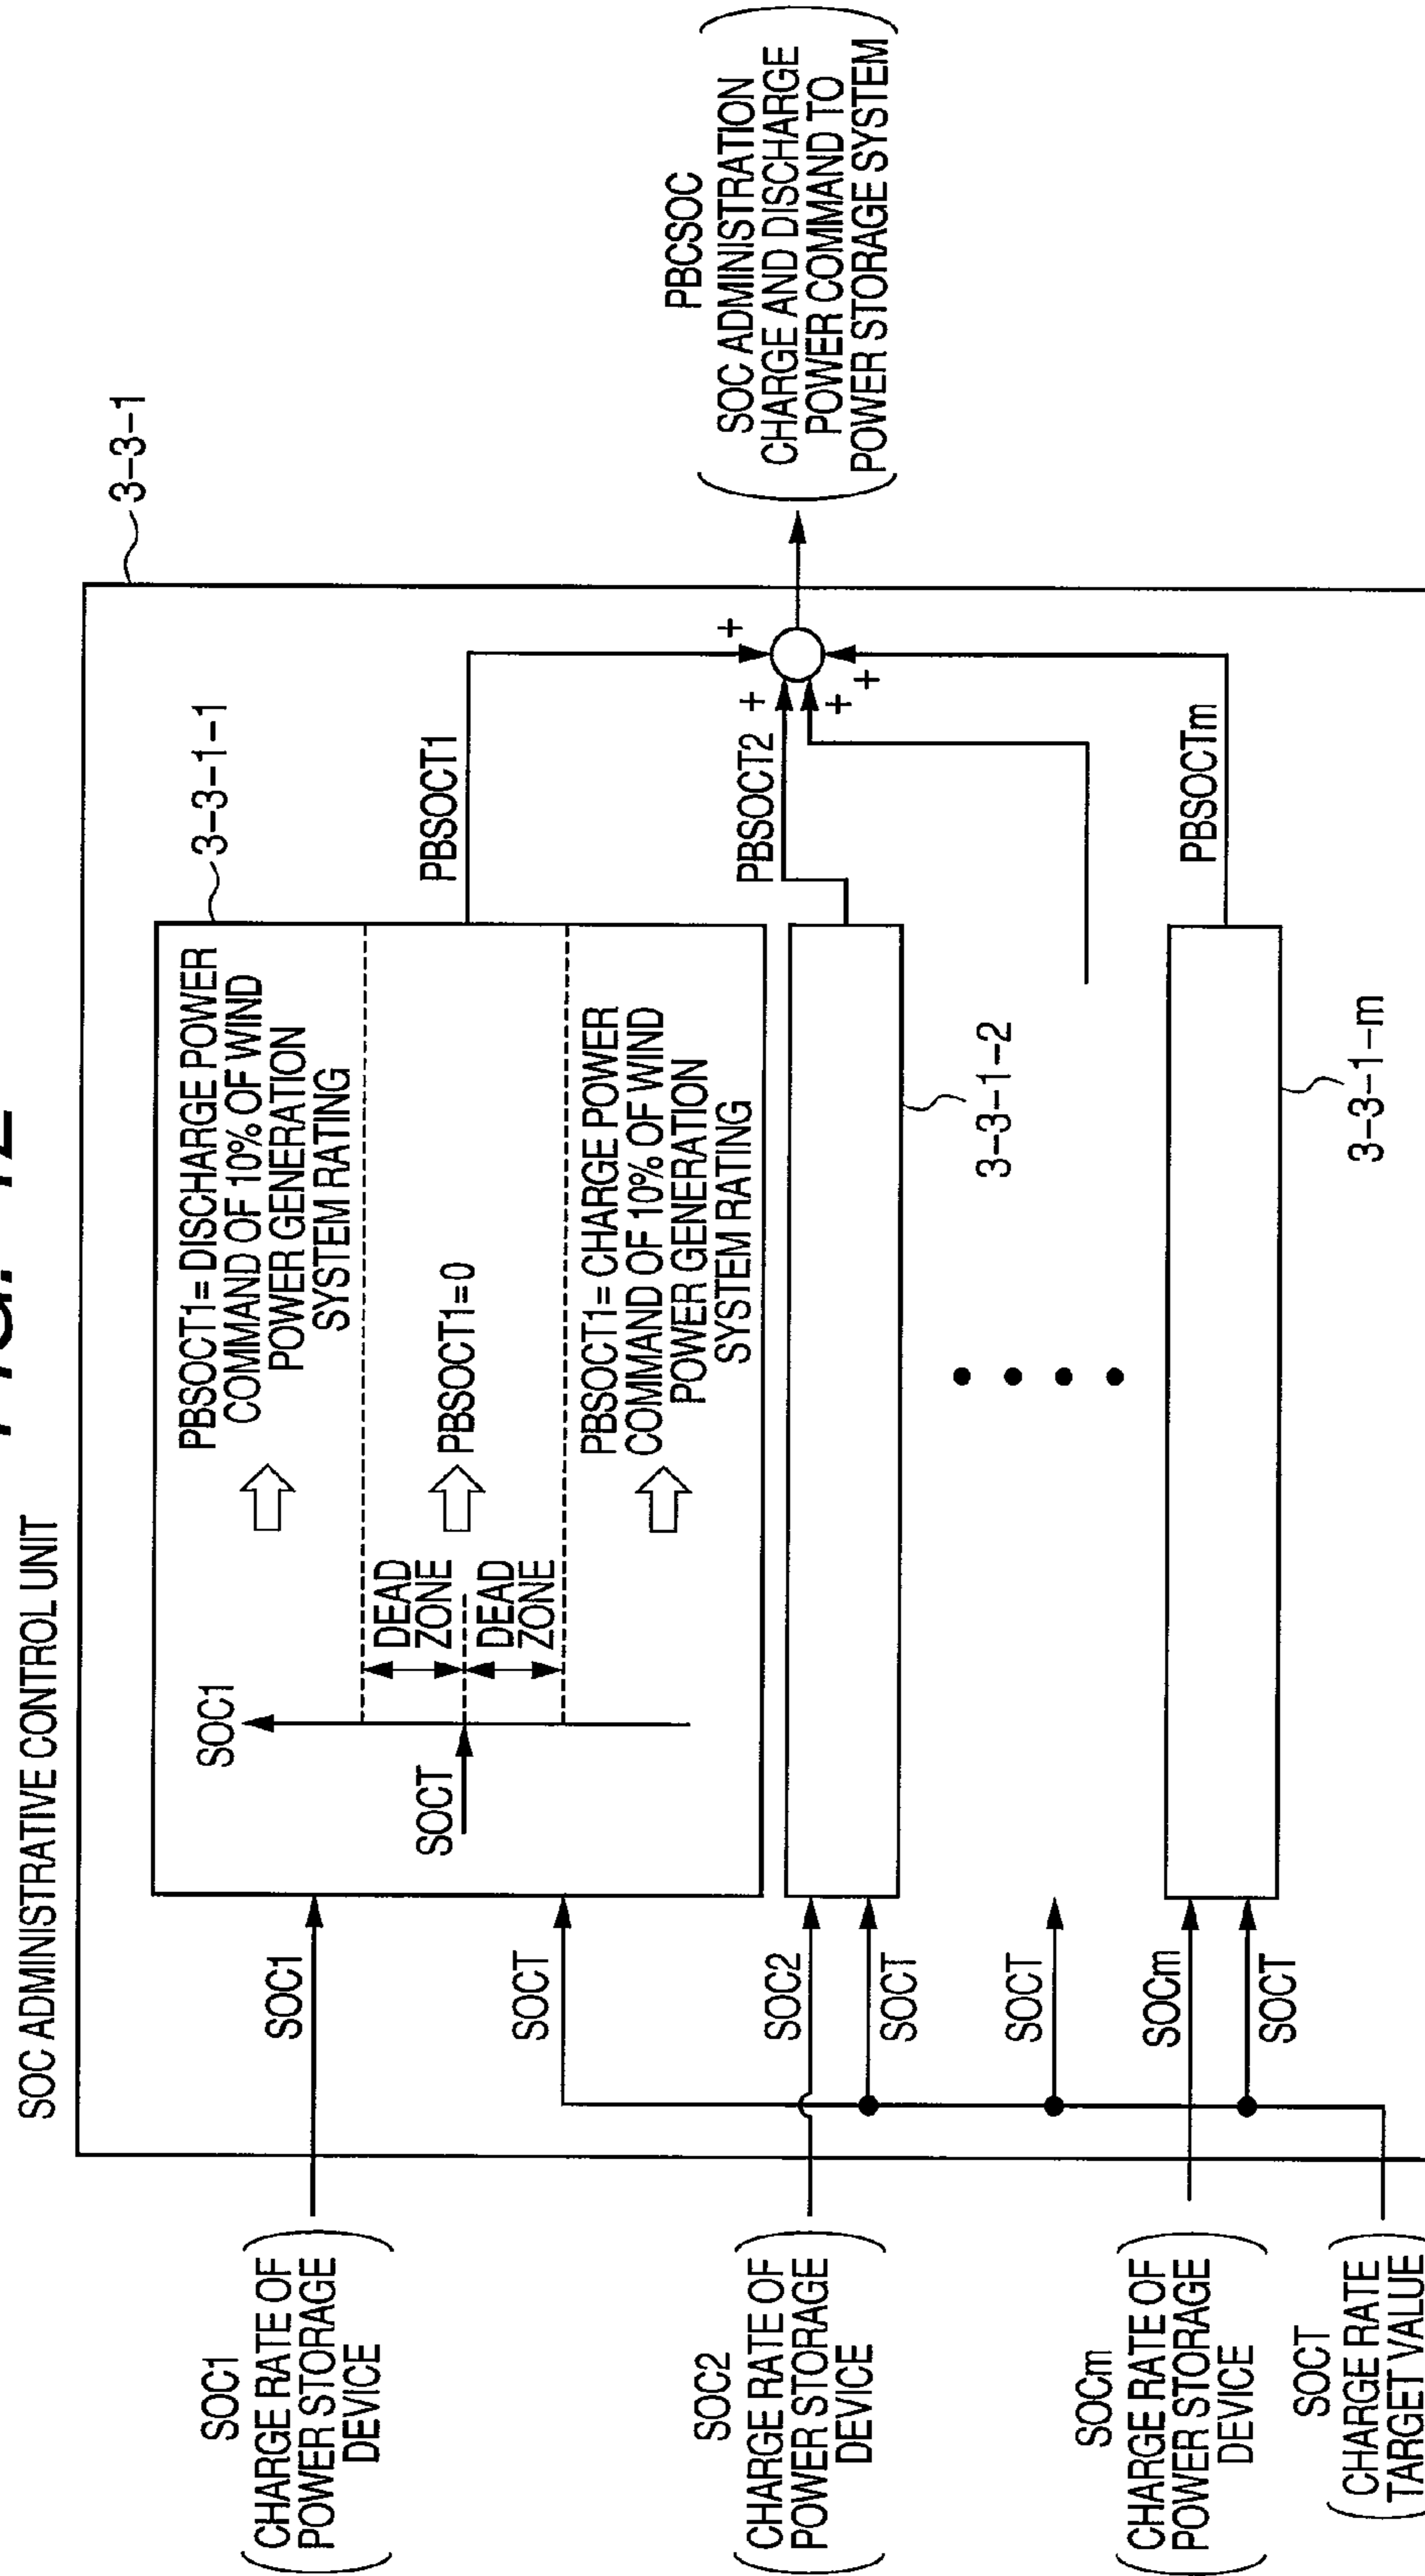 SOC ADMINISTRATIVE CONTROL UNIT
3-3-1
SOC1
CHARGE RATE OF
POWER STORAGE
DEVICE
SOC1
SOCT
3-3-1-1
SOC1
SOCT
DEAD
ZONE
DEAD
ZONE
PBSOCT1= DISCHARGE POWER
COMMAND OF 10% OF WIND
POWER GENERATION
SYSTEM RATING
PBSOCT1=0
PBSOCT1= CHARGE POWER
COMMAND OF 10% OF WIND
POWER GENERATION
SYSTEM RATING
PBSOCT1
+
PBCSOC
SOC ADMINISTRATION
CHARGE AND DISCHARGE
POWER COMMAND TO
POWER STORAGE SYSTEM
SOC2
CHARGE RATE OF
POWER STORAGE
DEVICE
SOC2
SOCT
PBSOCT2
+
+
+
3-3-1-2
SOCT
SOCm
CHARGE RATE OF
POWER STORAGE
DEVICE
SOCm
SOCT
PBSOCTm
3-3-1-m
SOCT
CHARGE RATE
TARGET VALUE